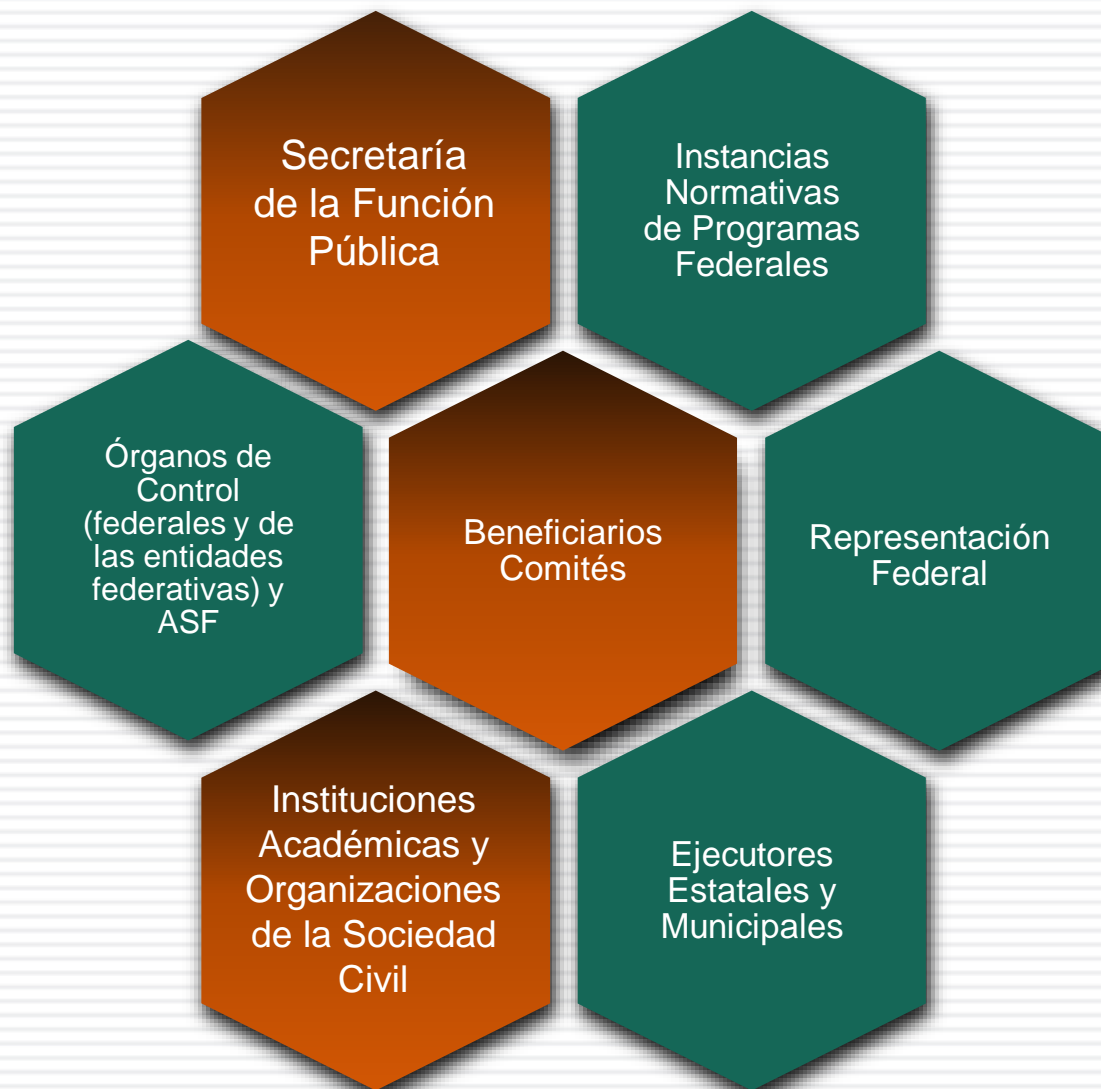 Secretaría
de la Función
Pública
Instancias
Normativas
de Programas
Federales
Órganos de
Control
(federales y de
las entidades
federativas) y
ASF
Beneficiarios
Comités
Representación
Federal
Instituciones
Académicas y
Organizaciones
de la Sociedad
Civil
Ejecutores
Estatales y
Municipales